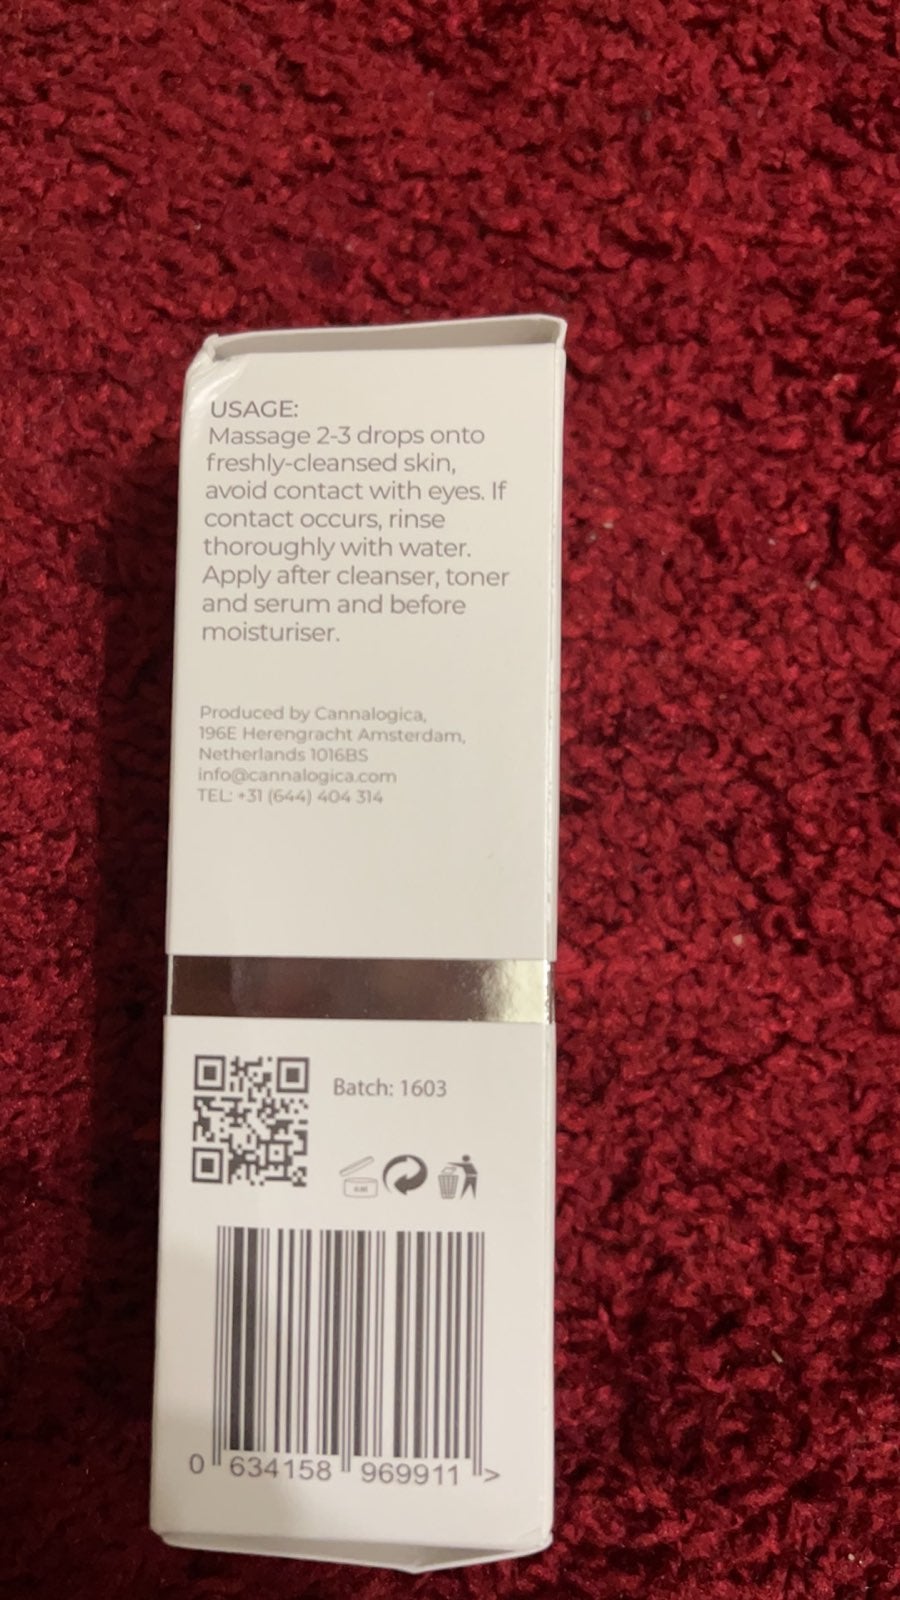 USAGE:
Massage 2-3 drops onto
freshly-cleansed skin,
avoid contact with eyes. If
contact occurs, rinse
thoroughly with water.
Apply after cleanser, toner
and serum and before
moisturiser.
Produced by Cannalogica,
196E Herengracht Amsterdam,
Netherlands 1016BS
info@cannalogica.com
TEL: +31 (644) 404 314
Batch: 1603
0 634158 969911 >